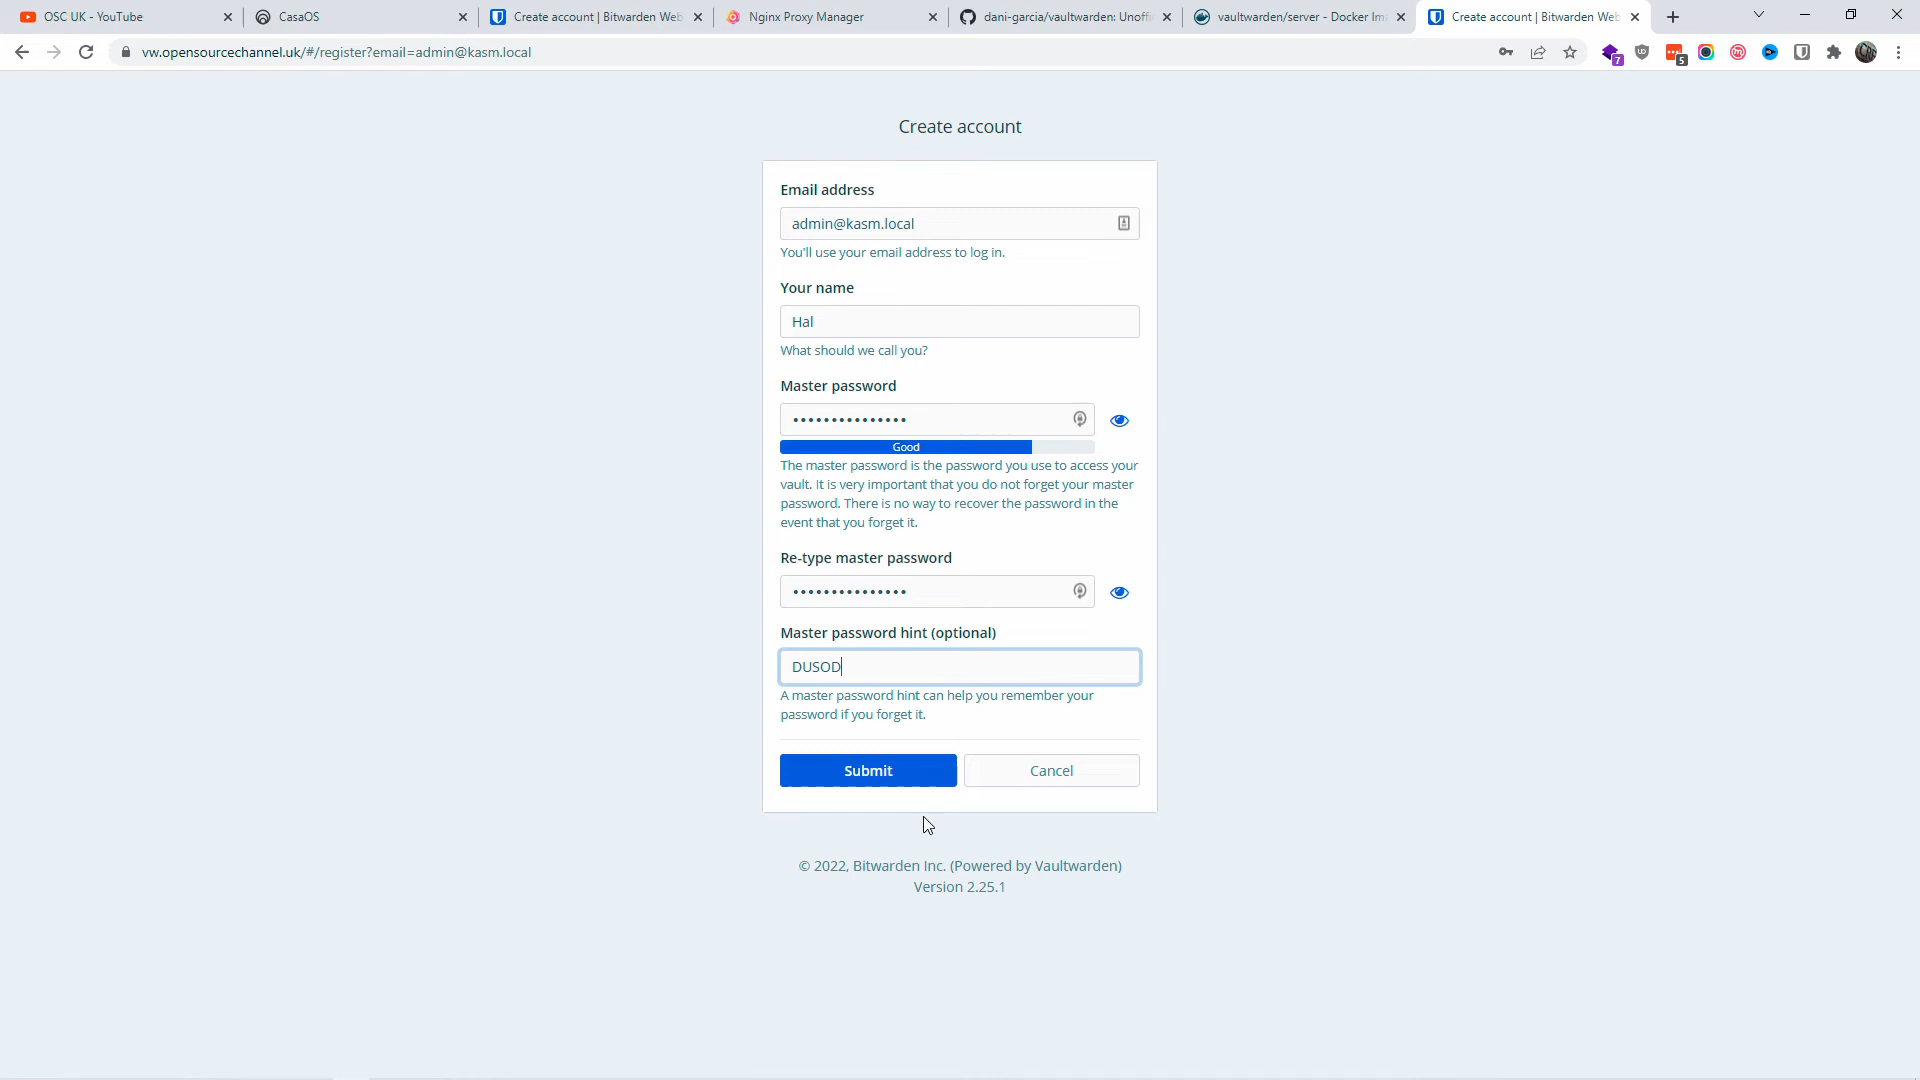 OSC UK - YouTube
CasaOS
Create account | Bitwarden Web
Nginx Proxy Manager
dani-garcia/vaultwarden: Unoffi
vaultwarden/server - Docker Im
Create account | Bitwarden Web
vw.opensourcechannel.uk/#/register?email=admin@kasm.local
7
5
Create account
Email address
admin@kasm.local
You'll use your email address to log in.
Your name
Hal
What should we call you?
Master password
•••••••••••••••
Good
The master password is the password you use to access your
vault. It is very important that you do not forget your master
password. There is no way to recover the password in the
event that you forget it.
Re-type master password
•••••••••••••••
Master password hint (optional)
DUSOD
A master password hint can help you remember your
password if you forget it.
Submit
Cancel
© 2022, Bitwarden Inc. (Powered by Vaultwarden)
Version 2.25.1